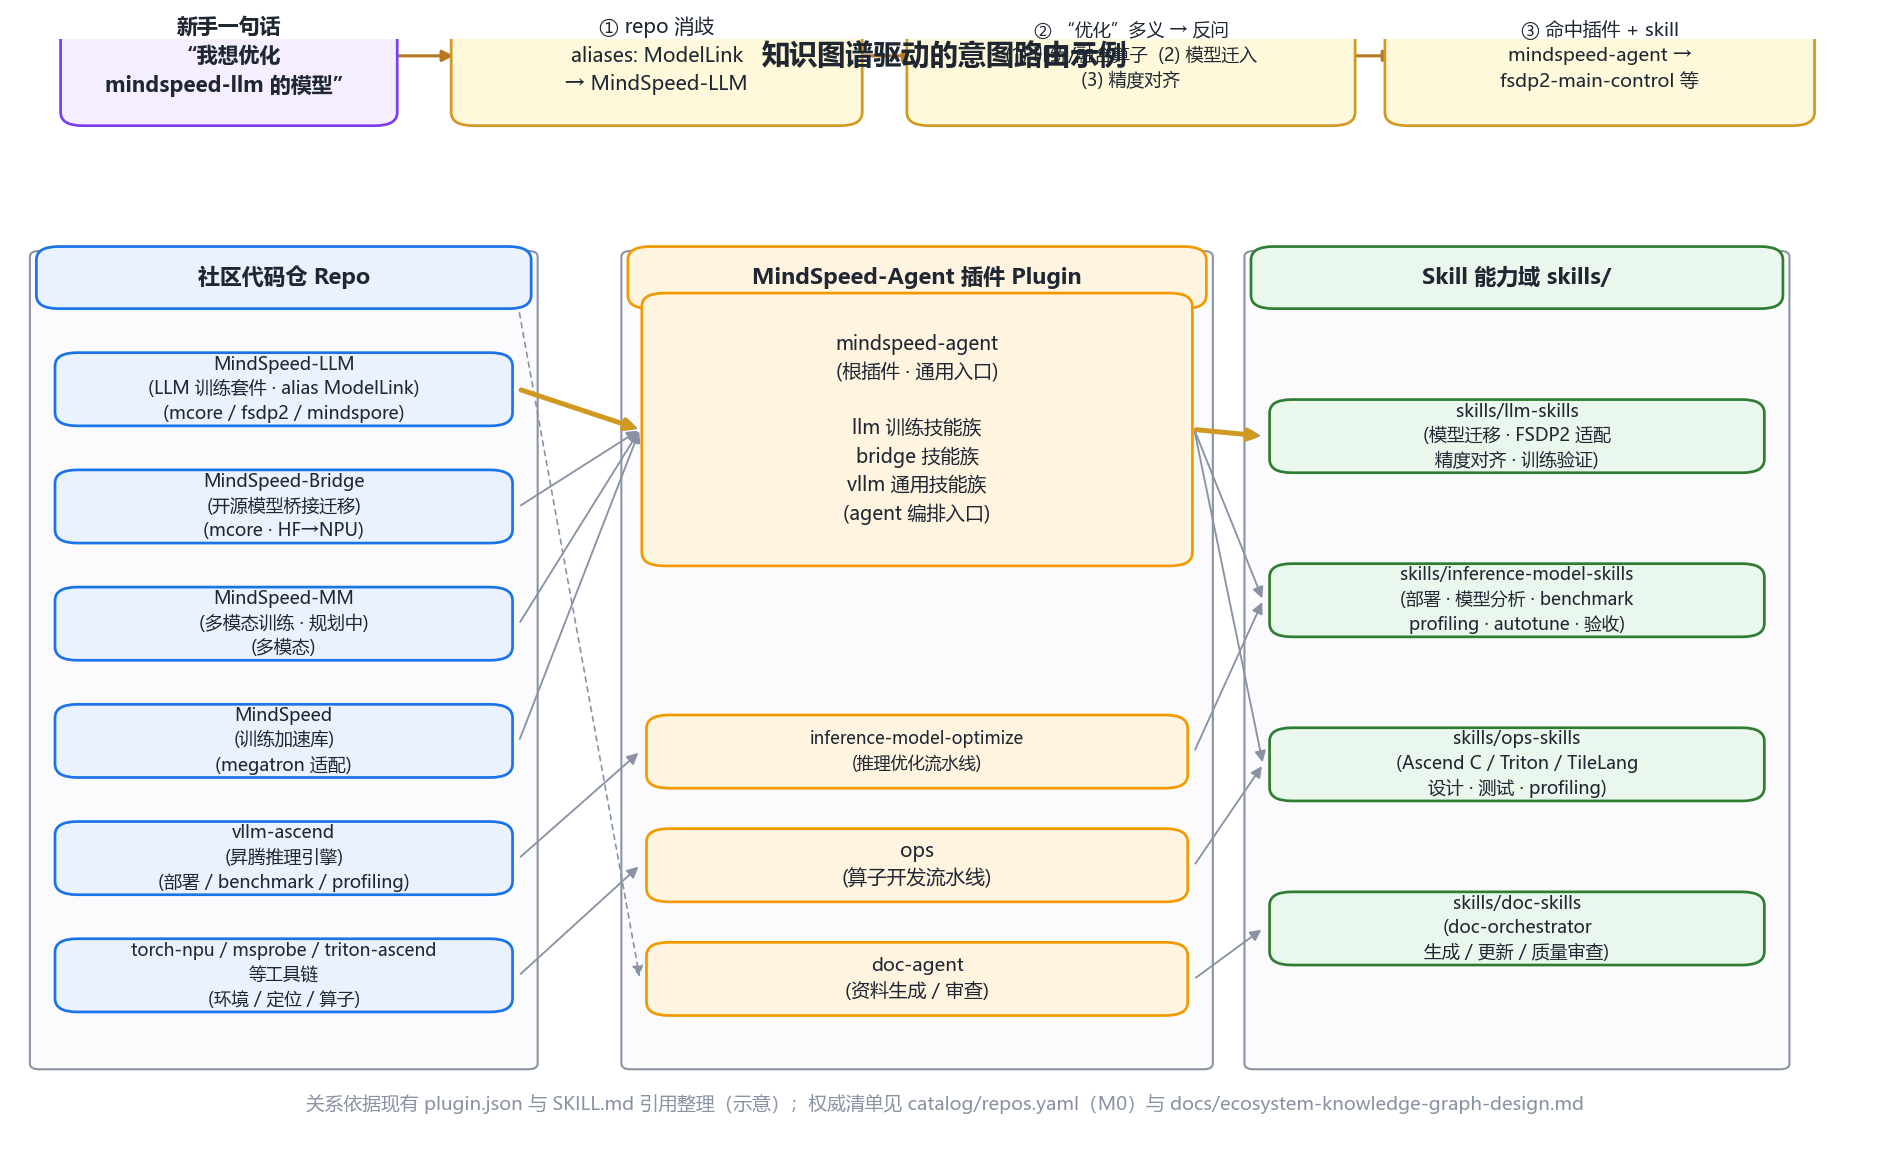 知识图谱驱动的意图路由示例
新手一句话
“我想优化
mindspeed-llm 的模型”
① repo 消歧
aliases: ModelLink
→ MindSpeed-LLM
② “优化”多义 → 反问
算子 (2) 模型迁入
(3) 精度对齐
③ 命中插件 + skill
mindspeed-agent →
fsdp2-main-control 等
社区代码仓 Repo
MindSpeed-LLM
(LLM 训练套件 · alias ModelLink)
(mcore / fsdp2 / mindspore)
MindSpeed-Bridge
(开源模型桥接迁移)
(mcore · HF→NPU)
MindSpeed-MM
(多模态训练 · 规划中)
(多模态)
MindSpeed
(训练加速库)
(megatron 适配)
vllm-ascend
(昇腾推理引擎)
(部署 / benchmark / profiling)
torch-npu / msprobe / triton-ascend
等工具链
(环境 / 定位 / 算子)
MindSpeed-Agent 插件 Plugin
mindspeed-agent
(根插件 · 通用入口)
llm 训练技能族
bridge 技能族
vllm 通用技能族
(agent 编排入口)
inference-model-optimize
(推理优化流水线)
ops
(算子开发流水线)
doc-agent
(资料生成 / 审查)
Skill 能力域 skills/
skills/llm-skills
(模型迁移 · FSDP2 适配
精度对齐 · 训练验证)
skills/inference-model-skills
(部署 · 模型分析 · benchmark
profiling · autotune · 验收)
skills/ops-skills
(Ascend C / Triton / TileLang
设计 · 测试 · profiling)
skills/doc-skills
(doc-orchestrator
生成 / 更新 / 质量审查)
关系依据现有 plugin.json 与 SKILL.md 引用整理（示意）；权威清单见 catalog/repos.yaml（M0）与 docs/ecosystem-knowledge-graph-design.md